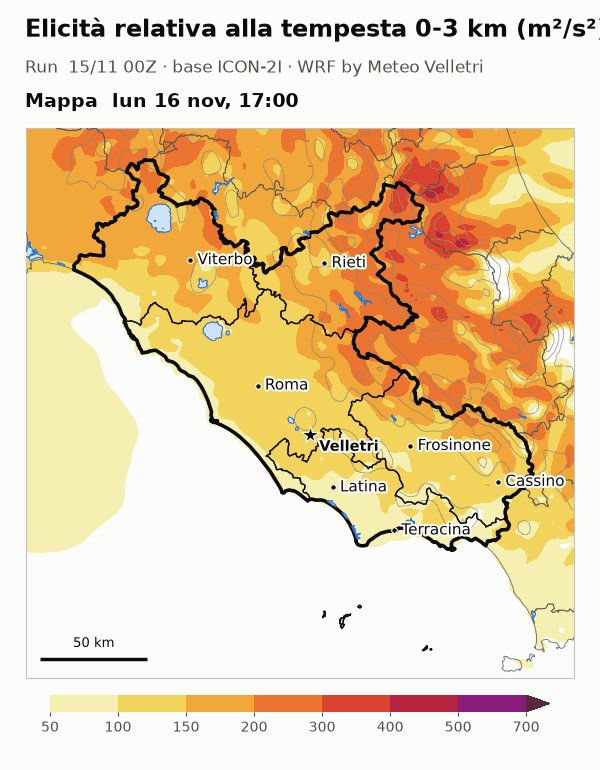 Elicità relativa alla tempesta 0-3 km (m²/s²)
Run 15/11 00Z · base ICON-2I · WRF by Meteo Velletri
Mappa lun 16 nov, 17:00
Viterbo
Rieti
Roma
Velletri
Frosinone
Latina
Cassino
Terracina
50 km
50 100 150 200 300 400 500 700